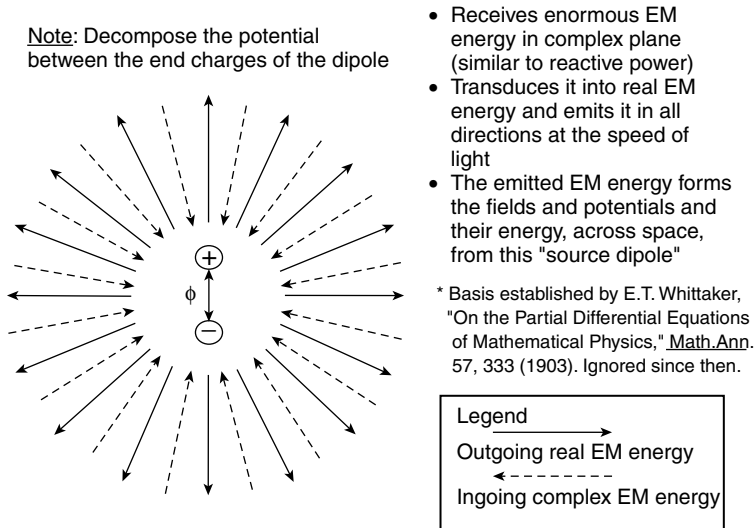 Note: Decompose the potential
between the end charges of the dipole
+
ϕ
−
• Receives enormous EM
energy in complex plane
(similar to reactive power)
• Transduces it into real EM
energy and emits it in all
directions at the speed of
light
• The emitted EM energy forms
the fields and potentials and
their energy, across space,
from this "source dipole"
* Basis established by E.T. Whittaker,
"On the Partial Differential Equations
of Mathematical Physics," Math.Ann.
57, 333 (1903). Ignored since then.
Legend
Outgoing real EM energy
Ingoing complex EM energy